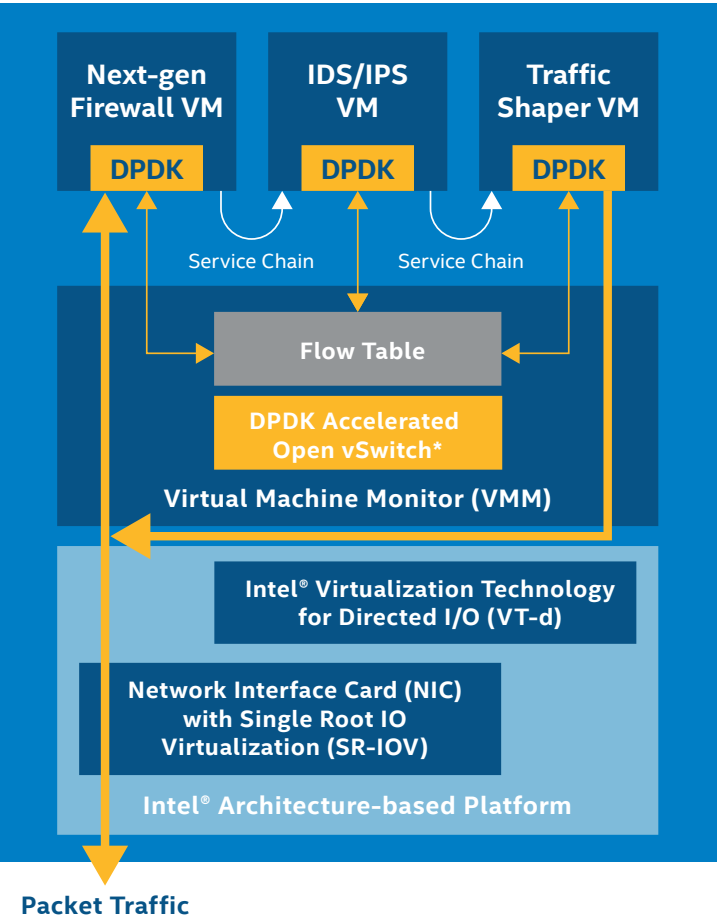 Next-gen
Firewall VM
IDS/IPS
VM
Traffic
Shaper VM
DPDK
DPDK
DPDK
Service Chain
Service Chain
Flow Table
DPDK Accelerated
Open vSwitch*
Virtual Machine Monitor (VMM)
Intel® Virtualization Technology
for Directed I/O (VT-d)
Network Interface Card (NIC)
with Single Root IO
Virtualization (SR-IOV)
Intel® Architecture-based Platform
Packet Traffic